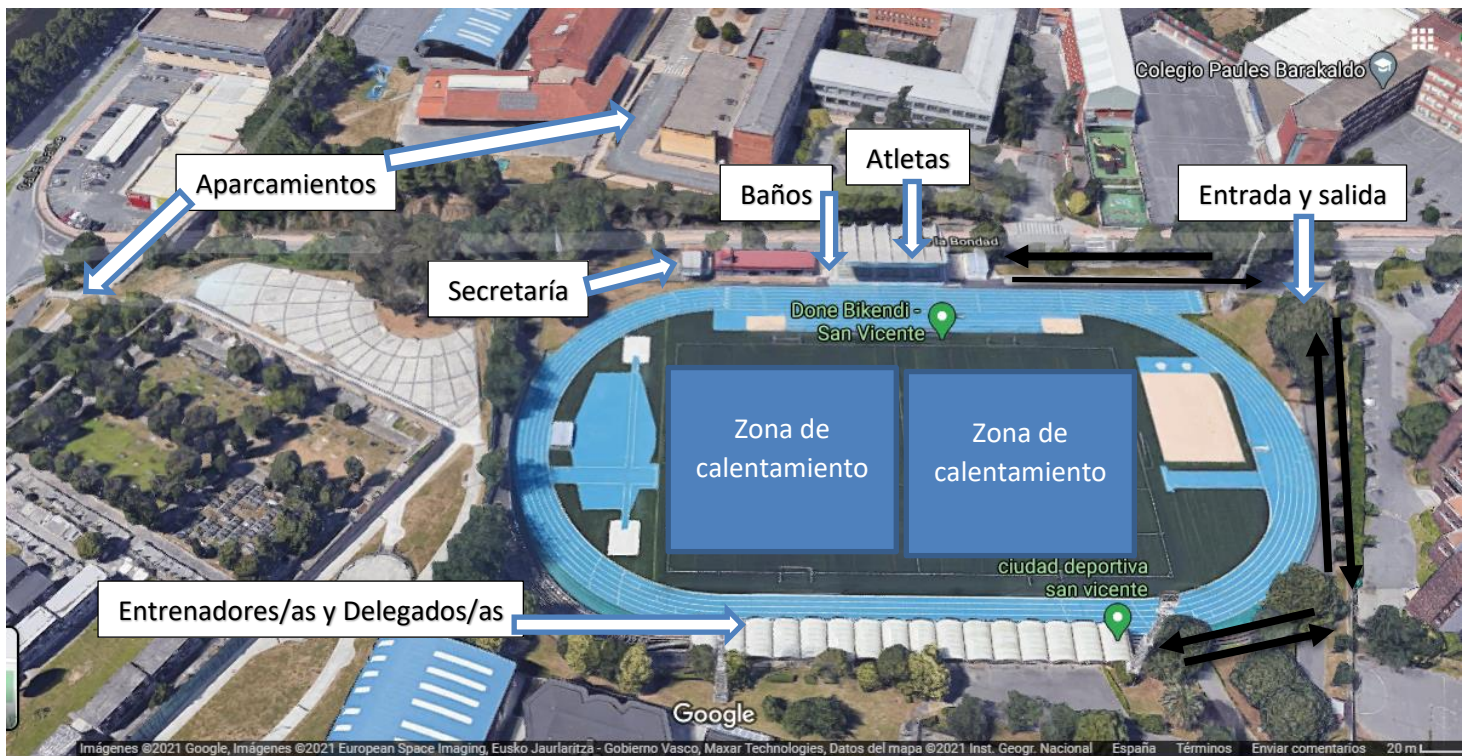 Colegio Paules Barakaldo
Aparcamientos
Atletas
Baños
Entrada y salida
la Bondad
Secretaría
Done Bikendi -
San Vicente
Zona de
calentamiento
Zona de
calentamiento
ciudad deportiva
san vicente
Entrenadores/as y Delegados/as
Google
Imágenes ©2021 Google, Imágenes ©2021 European Space Imaging, Eusko Jaurlaritza - Gobierno Vasco, Maxar Technologies, Datos del mapa ©2021 Inst. Geogr. Nacional España Términos Enviar comentarios 20 m